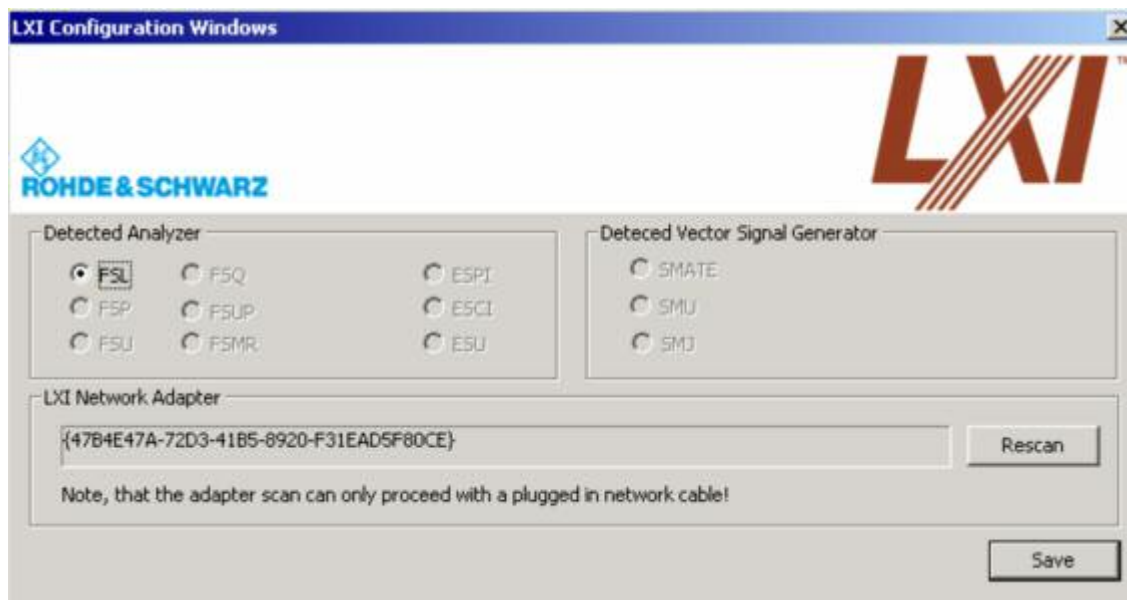 LXI Configuration Windows
LXI
TM
ROHDE & SCHWARZ
Detected Analyzer
FSL
FSQ
ESPI
FSP
FSUP
ESCI
FSU
FSMR
ESU
Deteced Vector Signal Generator
SMATE
SMU
SMJ
LXI Network Adapter
{47B4E47A-72D3-41B5-8920-F31EAD5F80CE}
Rescan
Note, that the adapter scan can only proceed with a plugged in network cable!
Save